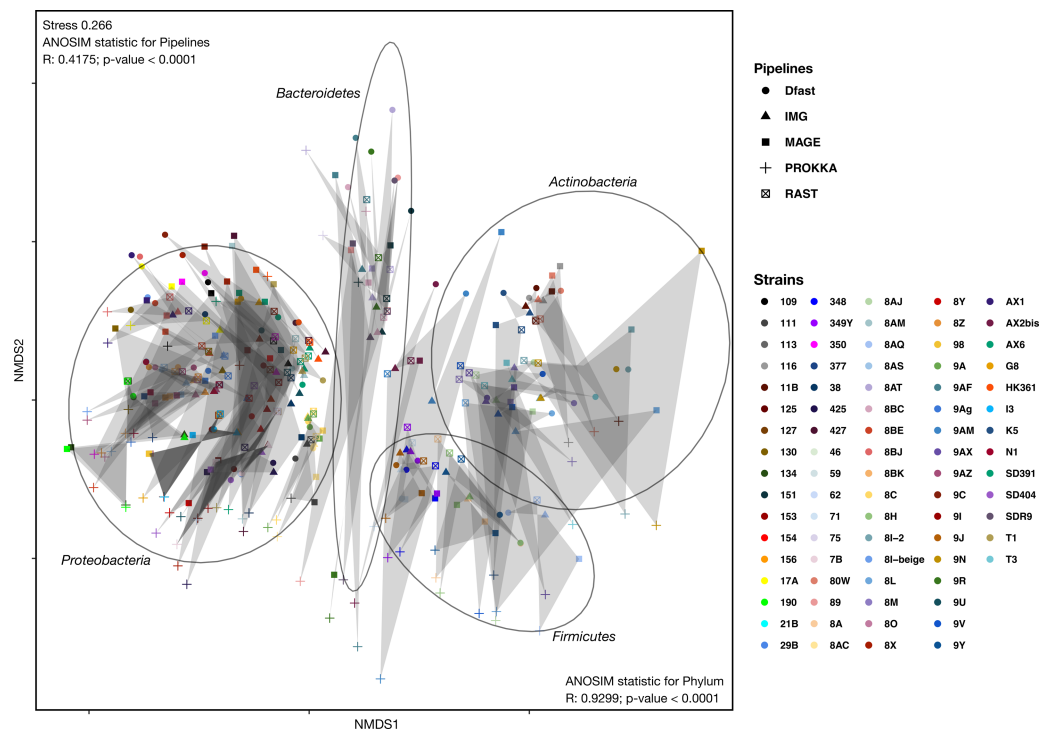 Stress 0.266
ANOSIM statistic for Pipelines
R: 0.4175; p-value < 0.0001
Bacteroidetes
Actinobacteria
Proteobacteria
Firmicutes
ANOSIM statistic for Phylum
R: 0.9299; p-value < 0.0001
NMDS2
NMDS1
Pipelines
Dfast
IMG
MAGE
PROKKA
RAST
Strains
109 348 8AJ 8Y AX1
111 349Y 8AM 8Z AX2bis
113 350 8AQ 98 AX6
116 377 8AS 9A G8
11B 38 8AT 9AF HK361
125 425 8BC 9Ag I3
127 427 8BE 9AM K5
130 46 8BJ 9AX N1
134 59 8BK 9AZ SD391
151 62 8C 9C SD404
153 71 8H 9I SDR9
154 75 8I-2 9J T1
156 7B 8I–beige 9N T3
17A 80W 8L 9R
190 89 8M 9U
21B 8A 8O 9V
29B 8AC 8X 9Y